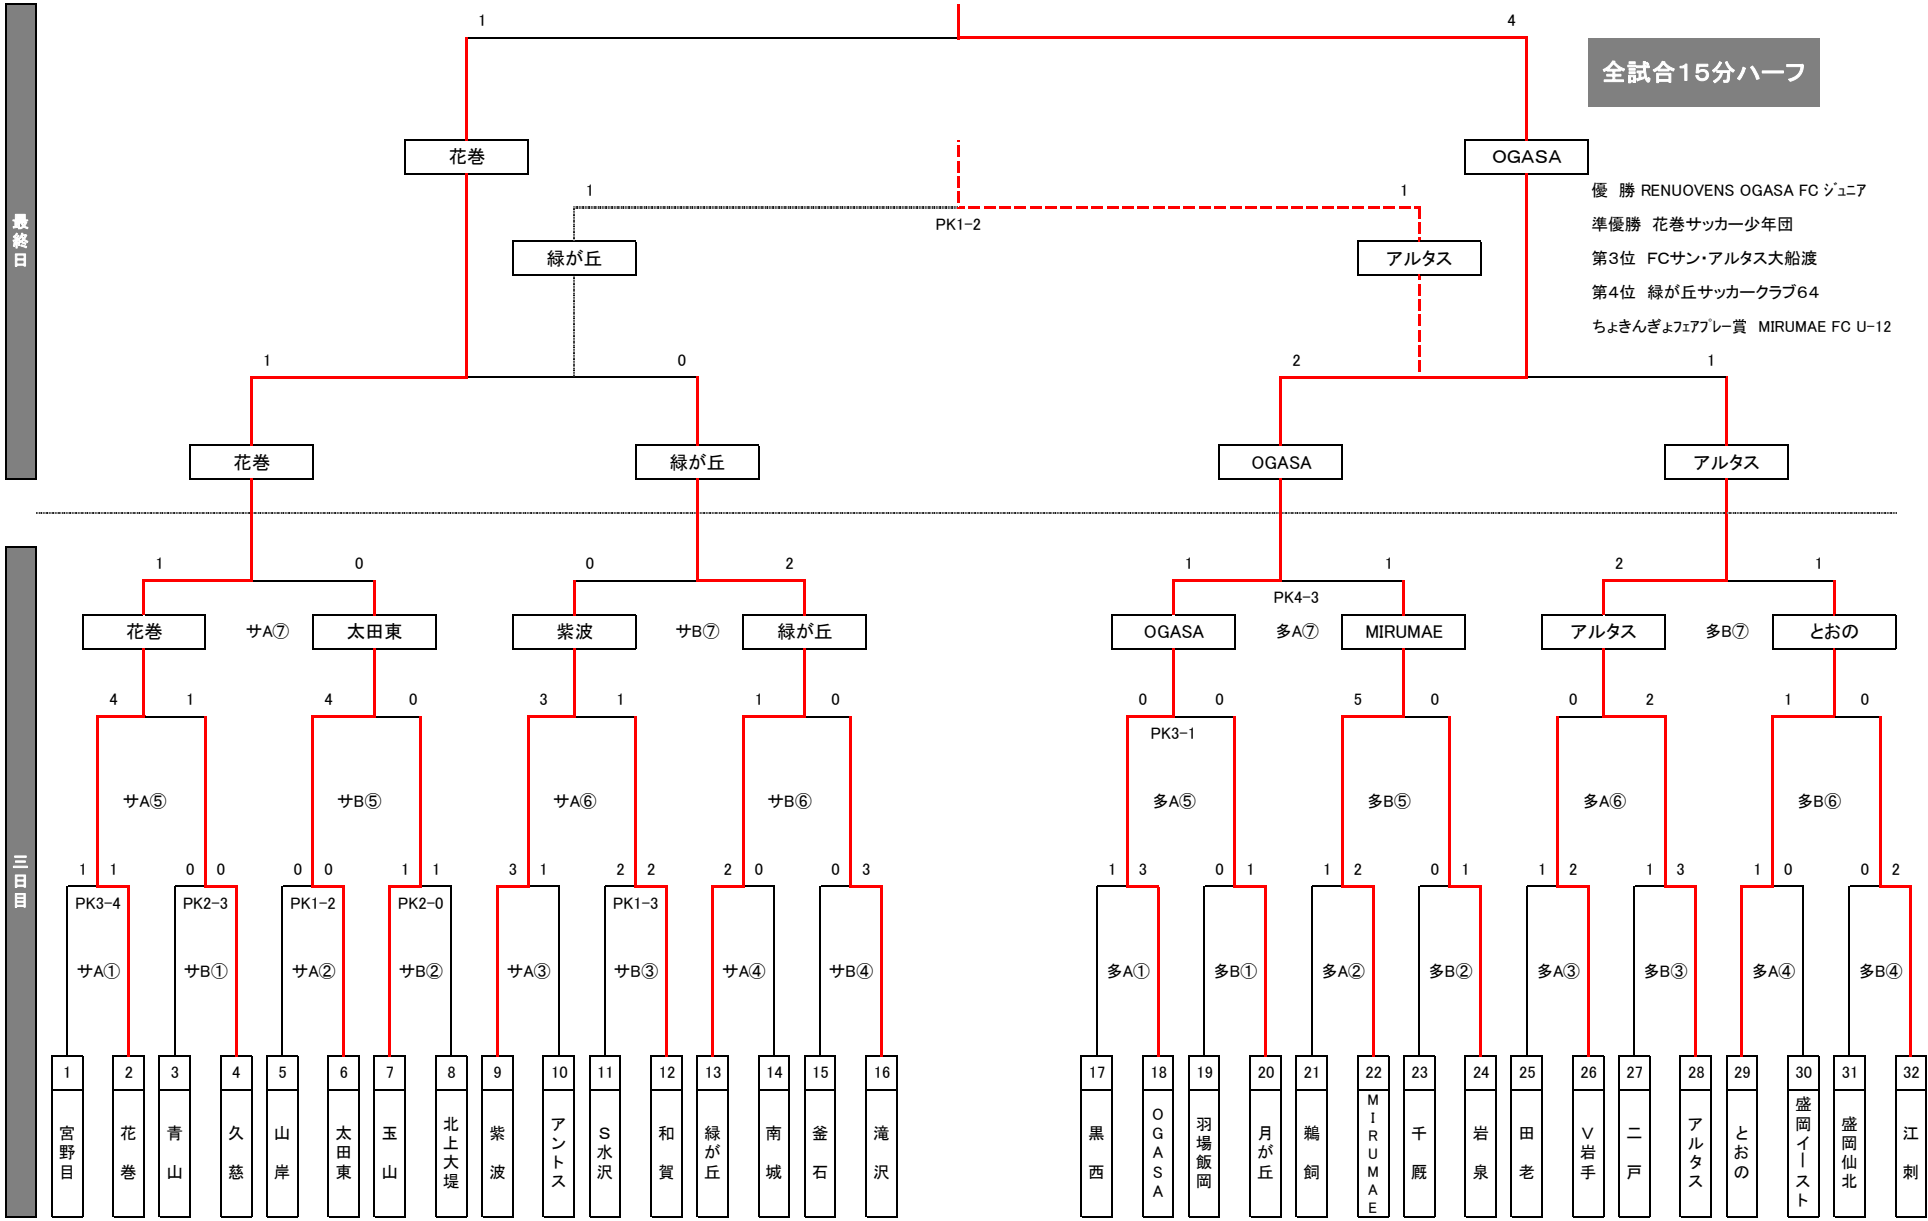 1 4
全試合15分ハーフ
花巻 OGASA
優 勝 RENUOVENS OGASA FC ジュニア
1 1
PK1-2
準優勝 花巻サッカー少年団
緑が丘 アルタス
第3位 FCサン・アルタス大船渡
第4位 緑が丘サッカークラブ64
ちょきんぎょフェアプレー賞 MIRUMAE FC U-12
最終日
1 0 2 1
花巻 緑が丘 OGASA アルタス
1 0 0 2 1 1 2 1
PK4-3
花巻 サA⑦ 太田東 紫波 サB⑦ 緑が丘 OGASA 多A⑦ MIRUMAE アルタス 多B⑦ とおの
4 1 4 0 3 1 1 0 0 0 5 0 0 2 1 0
PK3-1
サA⑤ サB⑤ サA⑥ サB⑥ 多A⑤ 多B⑤ 多A⑥ 多B⑥
三日目
1 1 0 0 0 0 1 1 3 1 2 2 2 0 0 3 1 3 0 1 1 2 0 1 1 2 1 3 1 0 0 2
PK3-4 PK2-3 PK1-2 PK2-0 PK1-3
サA① サB① サA② サB② サA③ サB③ サA④ サB④ 多A① 多B① 多A② 多B② 多A③ 多B③ 多A④ 多B④
1 2 3 4 5 6 7 8 9 10 11 12 13 14 15 16 17 18 19 20 21 22 23 24 25 26 27 28 29 30 31 32
宮野目
花巻
青山
久慈
山岸
太田東
玉山
北上大堤
紫波
アントス
S水沢
和賀
緑が丘
南城
釜石
滝沢
黒西
OGASA
羽場飯岡
月が丘
鵜飼
MIRUMAE
千厩
岩泉
田老
V岩手
二戸
アルタス
とおの
盛岡イースト
盛岡仙北
江刺